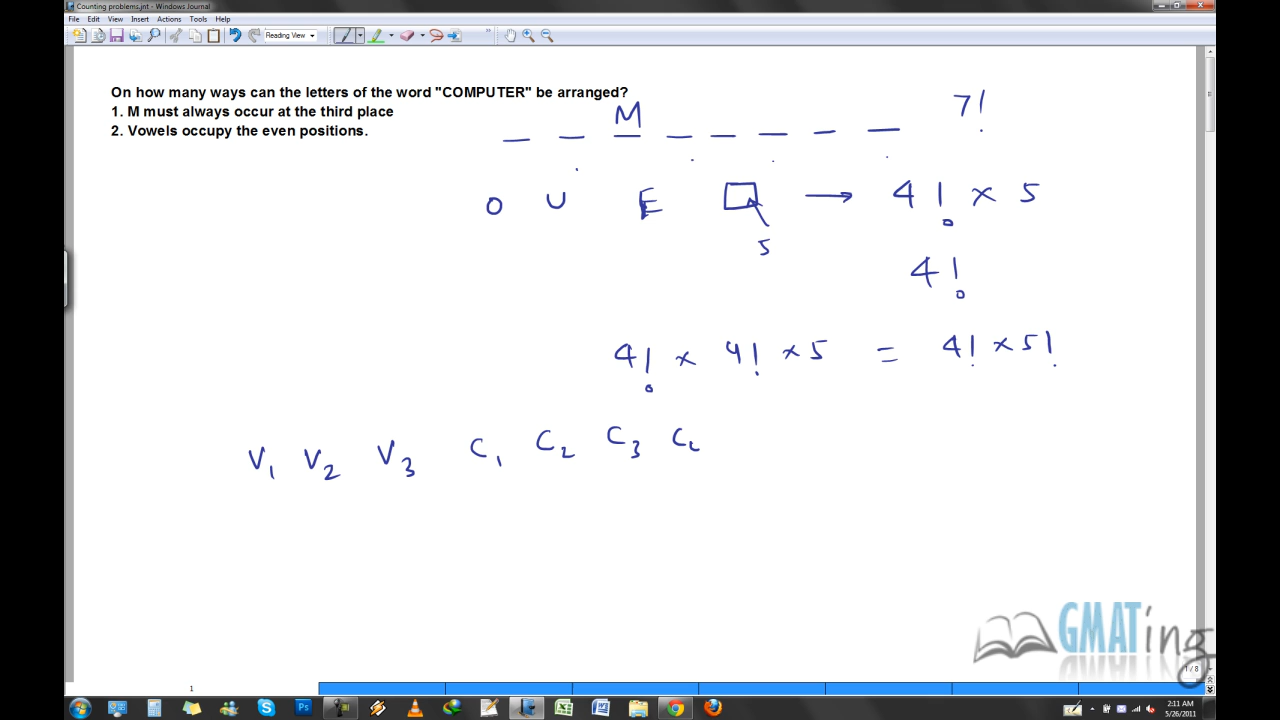 Counting problems.jnt - Windows Journal
File Edit View Insert Actions Tools Help
Reading View
On how many ways can the letters of the word "COMPUTER" be arranged?
1. M must always occur at the third place
2. Vowels occupy the even positions.
M 7!
O U E → 4! x 5
5
4!
4! x 4! x 5 = 4! x 5!
V1 V2 V3 C1 C2 C3 C
GMATing
1 / 8
1
2:11 AM
5/26/2011